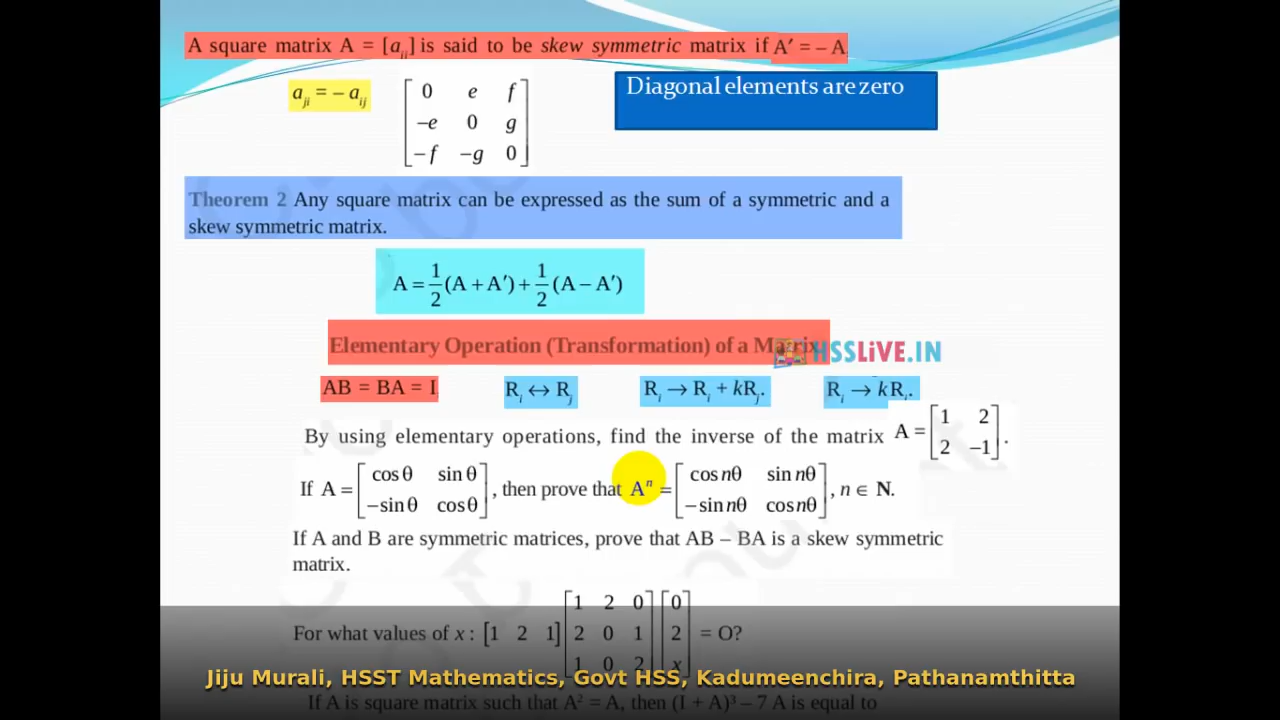 A square matrix A = [aᵢⱼ] is said to be skew symmetric matrix if A′ = – A
aⱼᵢ = – aᵢⱼ
0 e f
–e 0 g
–f –g 0
Diagonal elements are zero
Theorem 2 Any square matrix can be expressed as the sum of a symmetric and a
skew symmetric matrix.
A = 1/2 (A + A′) + 1/2 (A – A′)
Elementary Operation (Transformation) of a Matrix
HSSLiVE.IN
AB = BA = I
Rᵢ ↔ Rⱼ
Rᵢ → Rᵢ + kRⱼ.
Rᵢ → kRᵢ.
By using elementary operations, find the inverse of the matrix A = [1 2; 2 –1].
If A = [cos θ sin θ; –sin θ cos θ], then prove that Aⁿ = [cos nθ sin nθ; –sin nθ cos nθ], n ∈ N.
If A and B are symmetric matrices, prove that AB – BA is a skew symmetric
matrix.
For what values of x : [1 2 1] [1 2 0; 2 0 1; 1 0 2] [0; 2; x] = O?
Jiju Murali, HSST Mathematics, Govt HSS, Kadumeenchira, Pathanamthitta
If A is square matrix such that A² = A, then (I + A)³ – 7 A is equal to